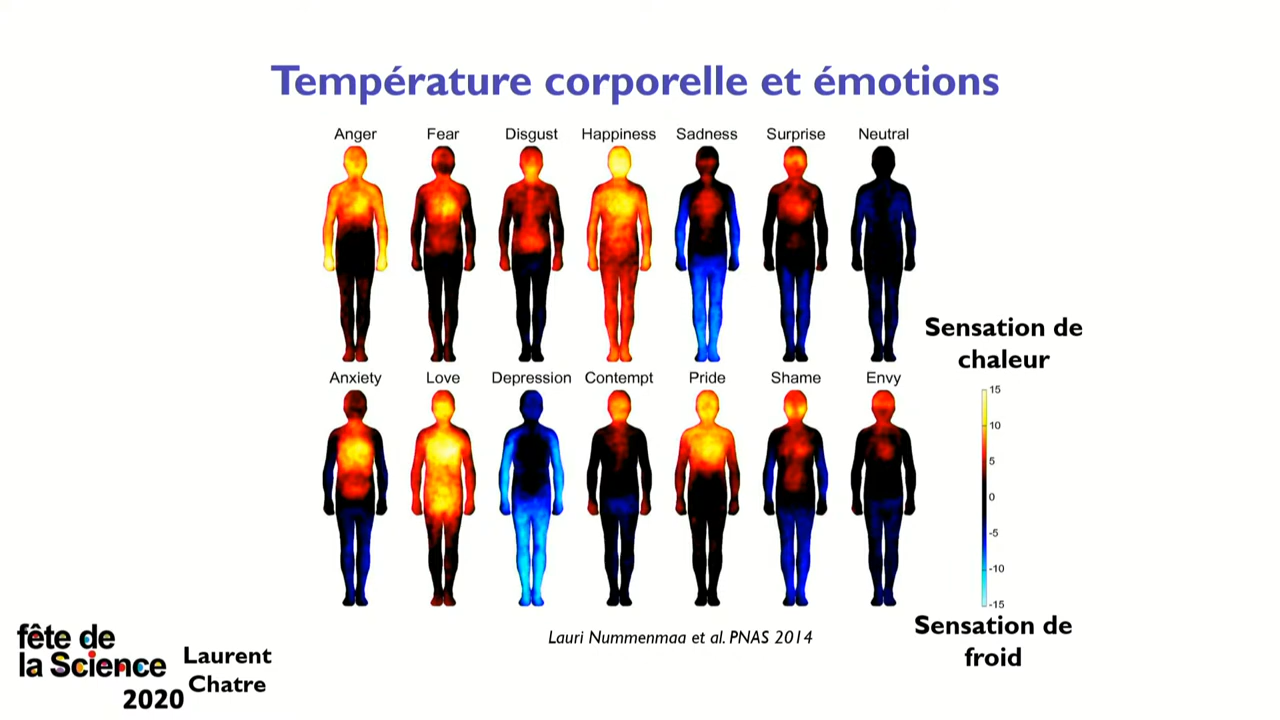 Température corporelle et émotions
Anger Fear Disgust Happiness Sadness Surprise Neutral
Sensation de
chaleur
Anxiety Love Depression Contempt Pride Shame Envy
15
10
5
0
-5
-10
-15
Sensation de
froid
Lauri Nummenmaa et al. PNAS 2014
fête de
la Science
2020
Laurent
Chatre